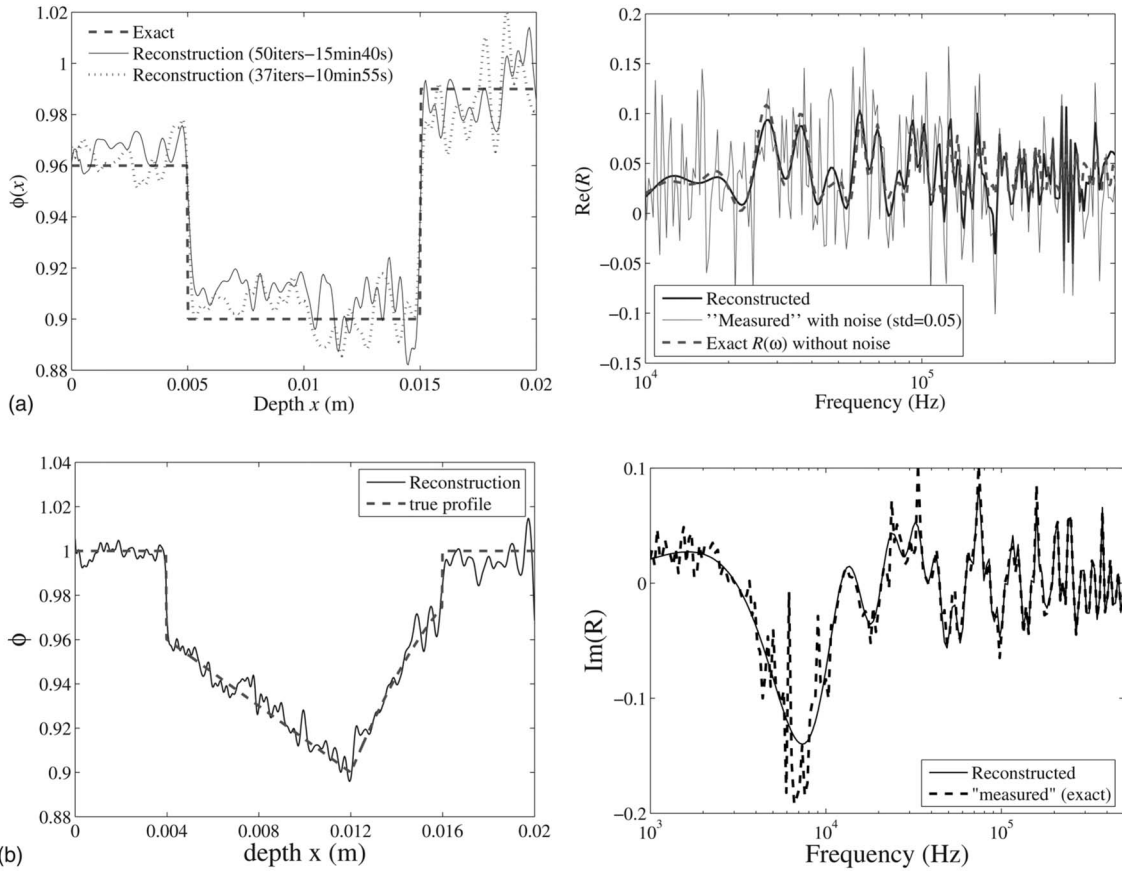 1.02
1
0.98
0.96
0.94
0.92
0.9
0.88
ϕ(x)
Exact
Reconstruction (50iters−15min40s)
Reconstruction (37iters−10min55s)
0
0.005
0.01
0.015
0.02
Depth x (m)
(a)
0.2
0.15
0.1
0.05
0
−0.05
−0.1
−0.15
Re(R)
Reconstructed
’’Measured’’ with noise (std=0.05)
Exact R(ω) without noise
10⁴
10⁵
Frequency (Hz)
1.04
1.02
1
0.98
0.96
0.94
0.92
0.9
0.88
ϕ
Reconstruction
true profile
0
0.004
0.008
0.012
0.016
0.02
depth x (m)
(b)
0.1
0
−0.1
−0.2
Im(R)
Reconstructed
"measured" (exact)
10³
10⁴
10⁵
Frequency (Hz)